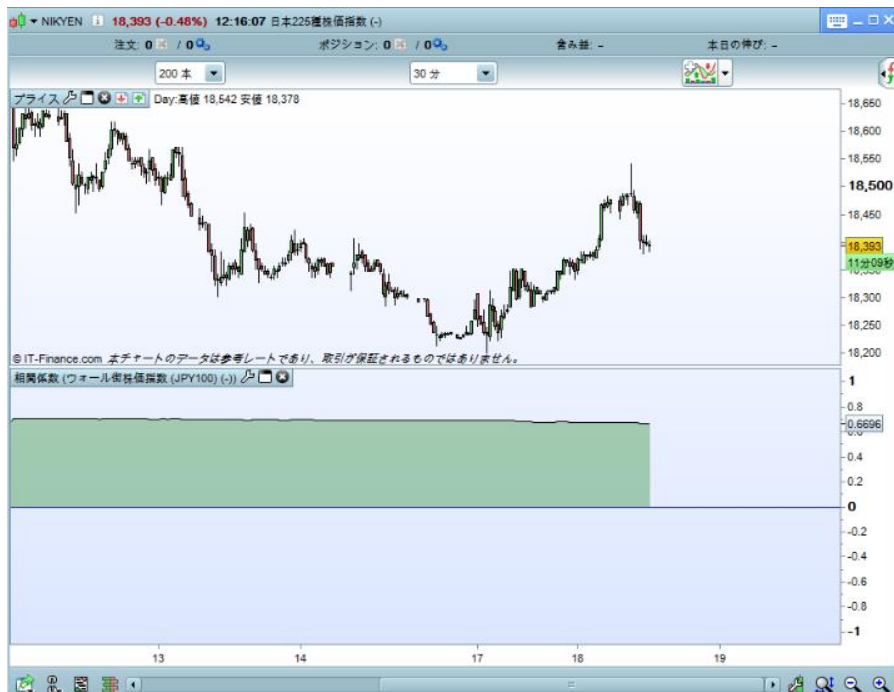 NIKYEN 18,393 (-0.48%) 12:16:07 日本225種株価指数 (-)
注文: 0 / 0 ポジション: 0 / 0 含み益: - 本日の伸び: -
200 本 30 分
プライス Day:高値 18,542 安値 18,378
18,650
18,600
18,550
18,500
18,450
18,393
11分09秒
18,300
18,250
18,200
© IT-Finance.com 本チャートのデータは参考レートであり、取引が保証されるものではありません。
相関係数 (ウォール街株価指数 (JPY100) (-))
1
0.8
0.6696
0.4
0.2
0
-0.2
-0.4
-0.6
-0.8
-1
13 14 17 18 19